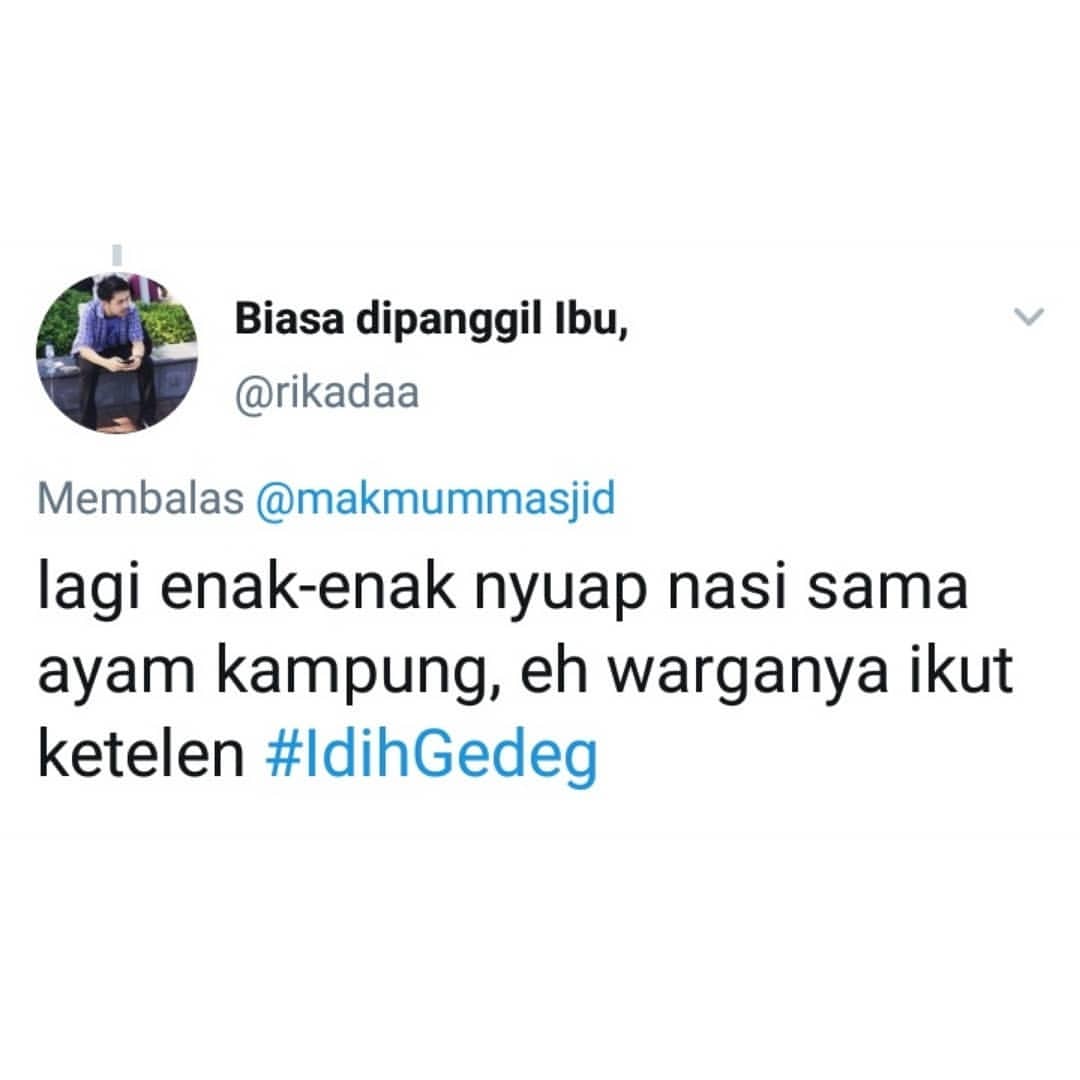 Biasa dipanggil Ibu,
@rikadaa
Membalas @makmummasjid
lagi enak-enak nyuap nasi sama
ayam kampung, eh warganya ikut
ketelen #IdihGedeg